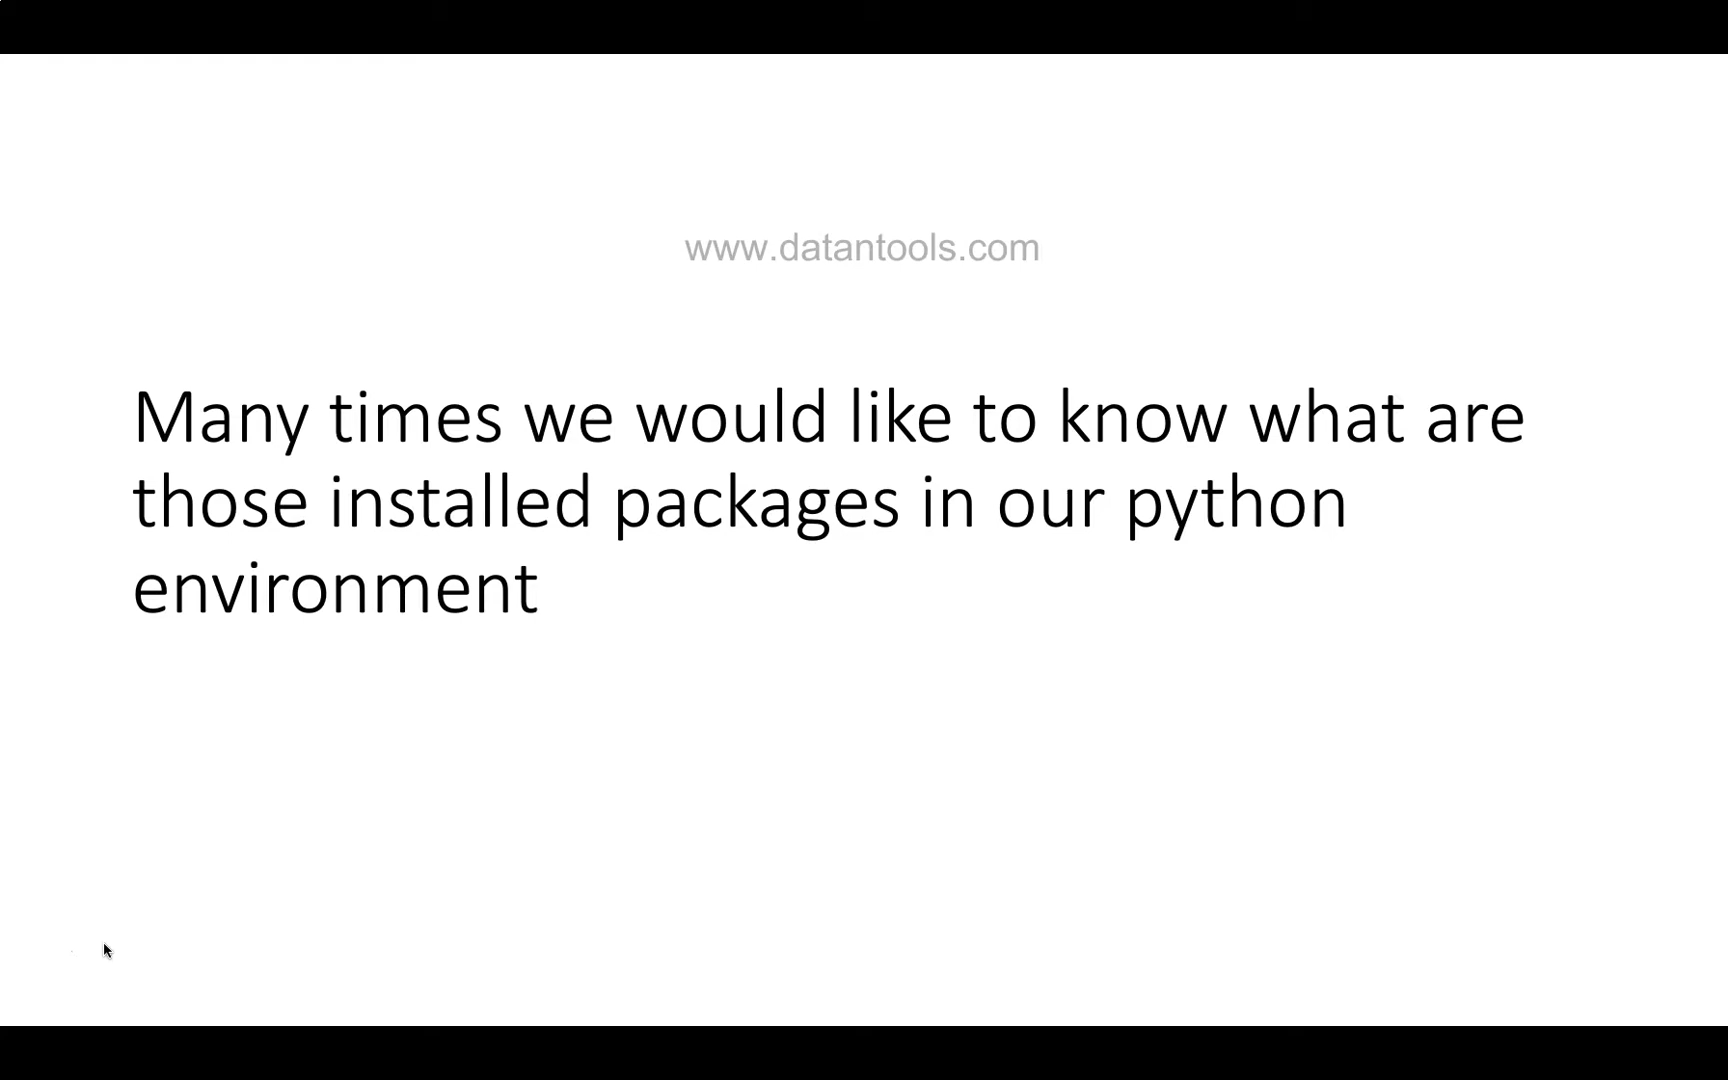 www.datantools.com
Many times we would like to know what are
those installed packages in our python
environment